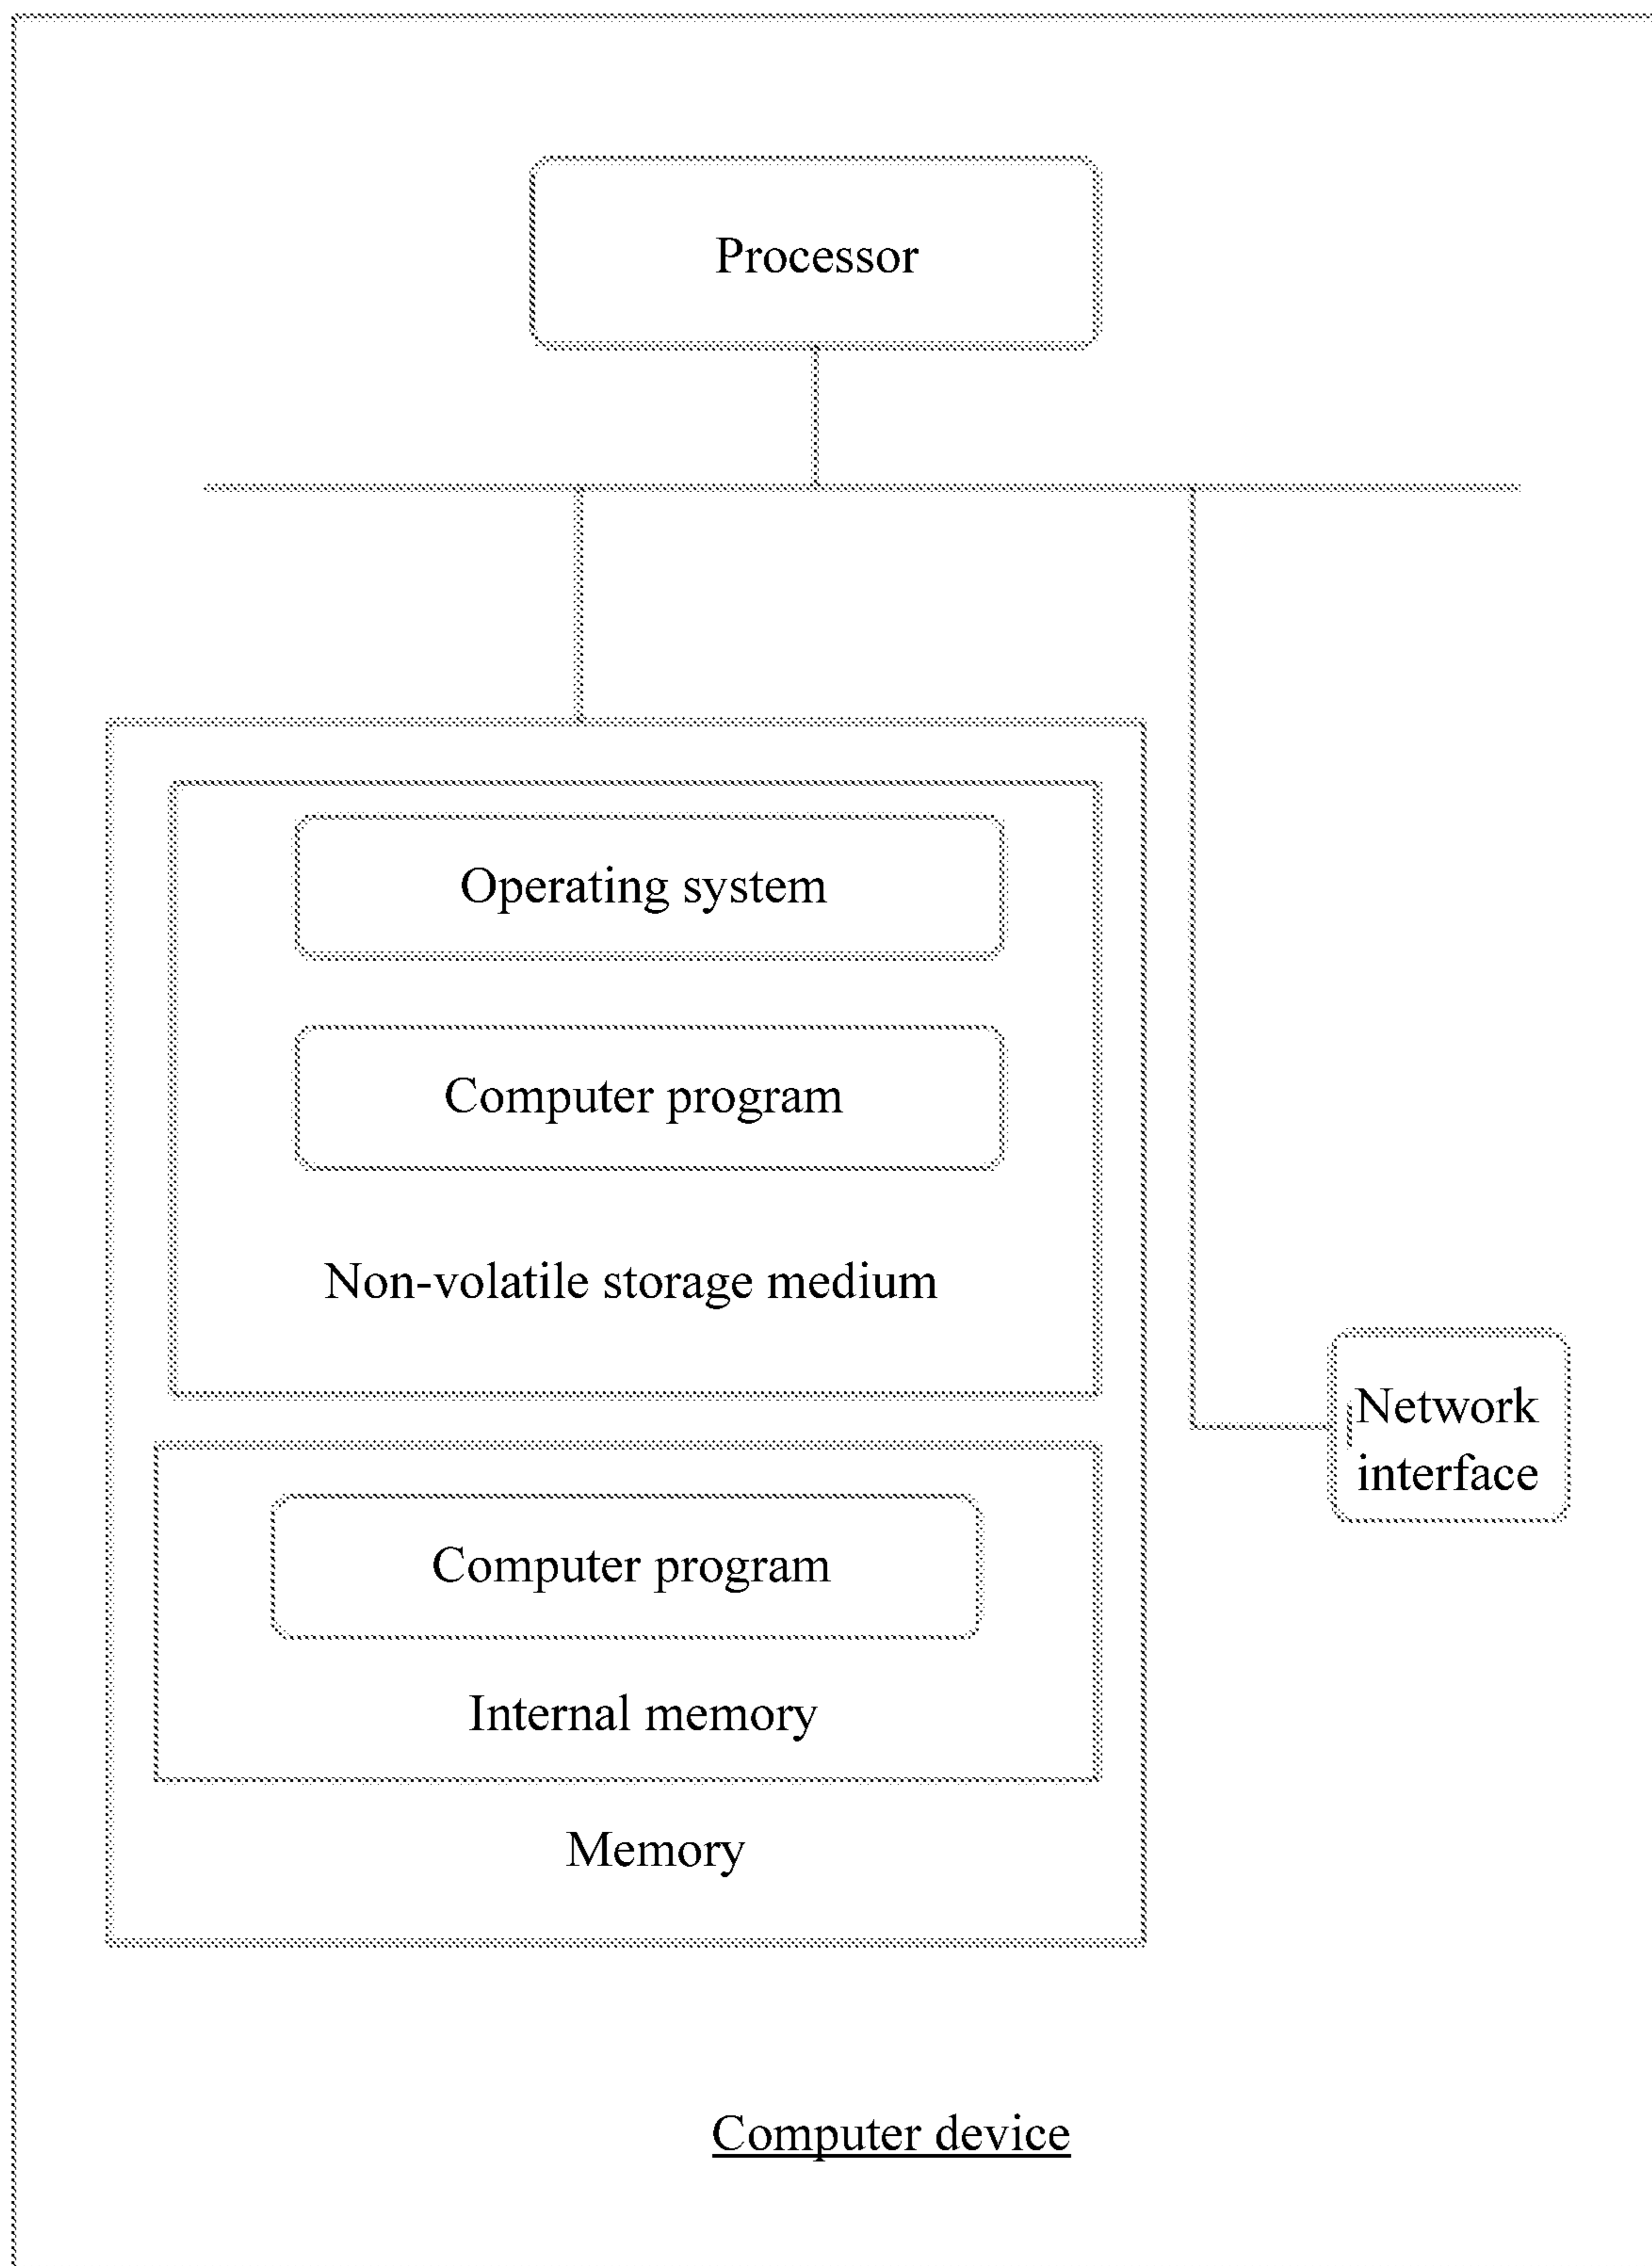 Processor
Operating system
Computer program
Non-volatile storage medium
Network
interface
Computer program
Internal memory
Memory
Computer device